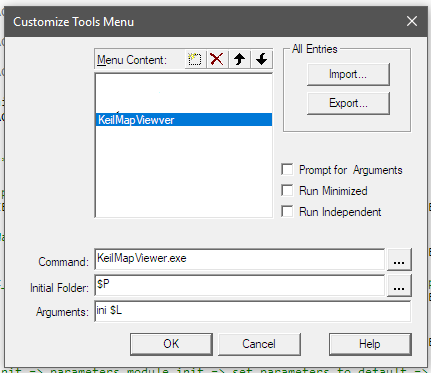 Customize Tools Menu
Menu Content:
KeilMapViewver
All Entries
Import...
Export...
Prompt for Arguments
Run Minimized
Run Independent
Command: KeilMapViewer.exe ...
Initial Folder: $P ...
Arguments: ini $L
OK Cancel Help
init => parameters module init => set parameters to default =>